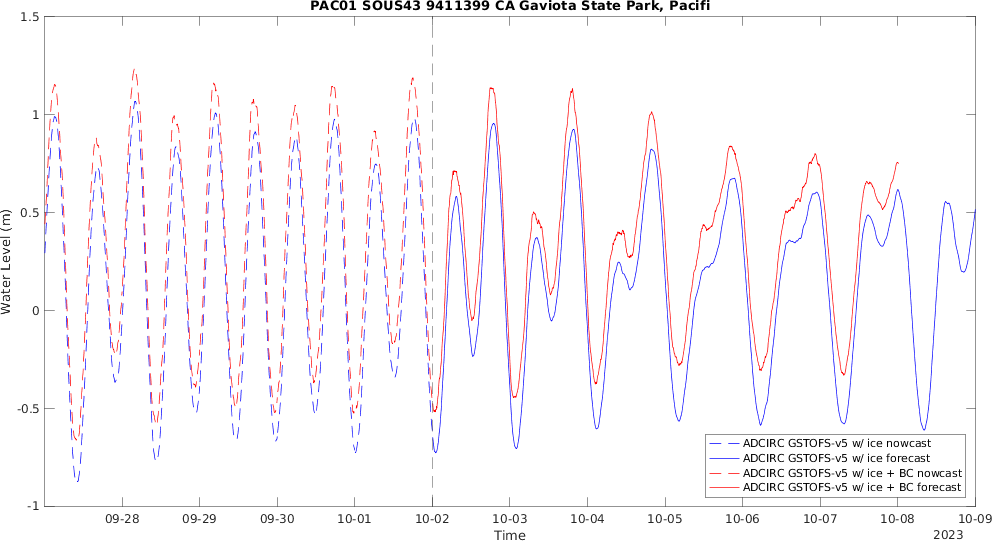 PAC01 SOUS43 9411399 CA Gaviota State Park, Pacifi
1.5
1
0.5
0
-0.5
-1
Water Level (m)
09-28 09-29 09-30 10-01 10-02 10-03 10-04 10-05 10-06 10-07 10-08 10-09
Time
2023
ADCIRC GSTOFS-v5 w/ ice nowcast
ADCIRC GSTOFS-v5 w/ ice forecast
ADCIRC GSTOFS-v5 w/ ice + BC nowcast
ADCIRC GSTOFS-v5 w/ ice + BC forecast